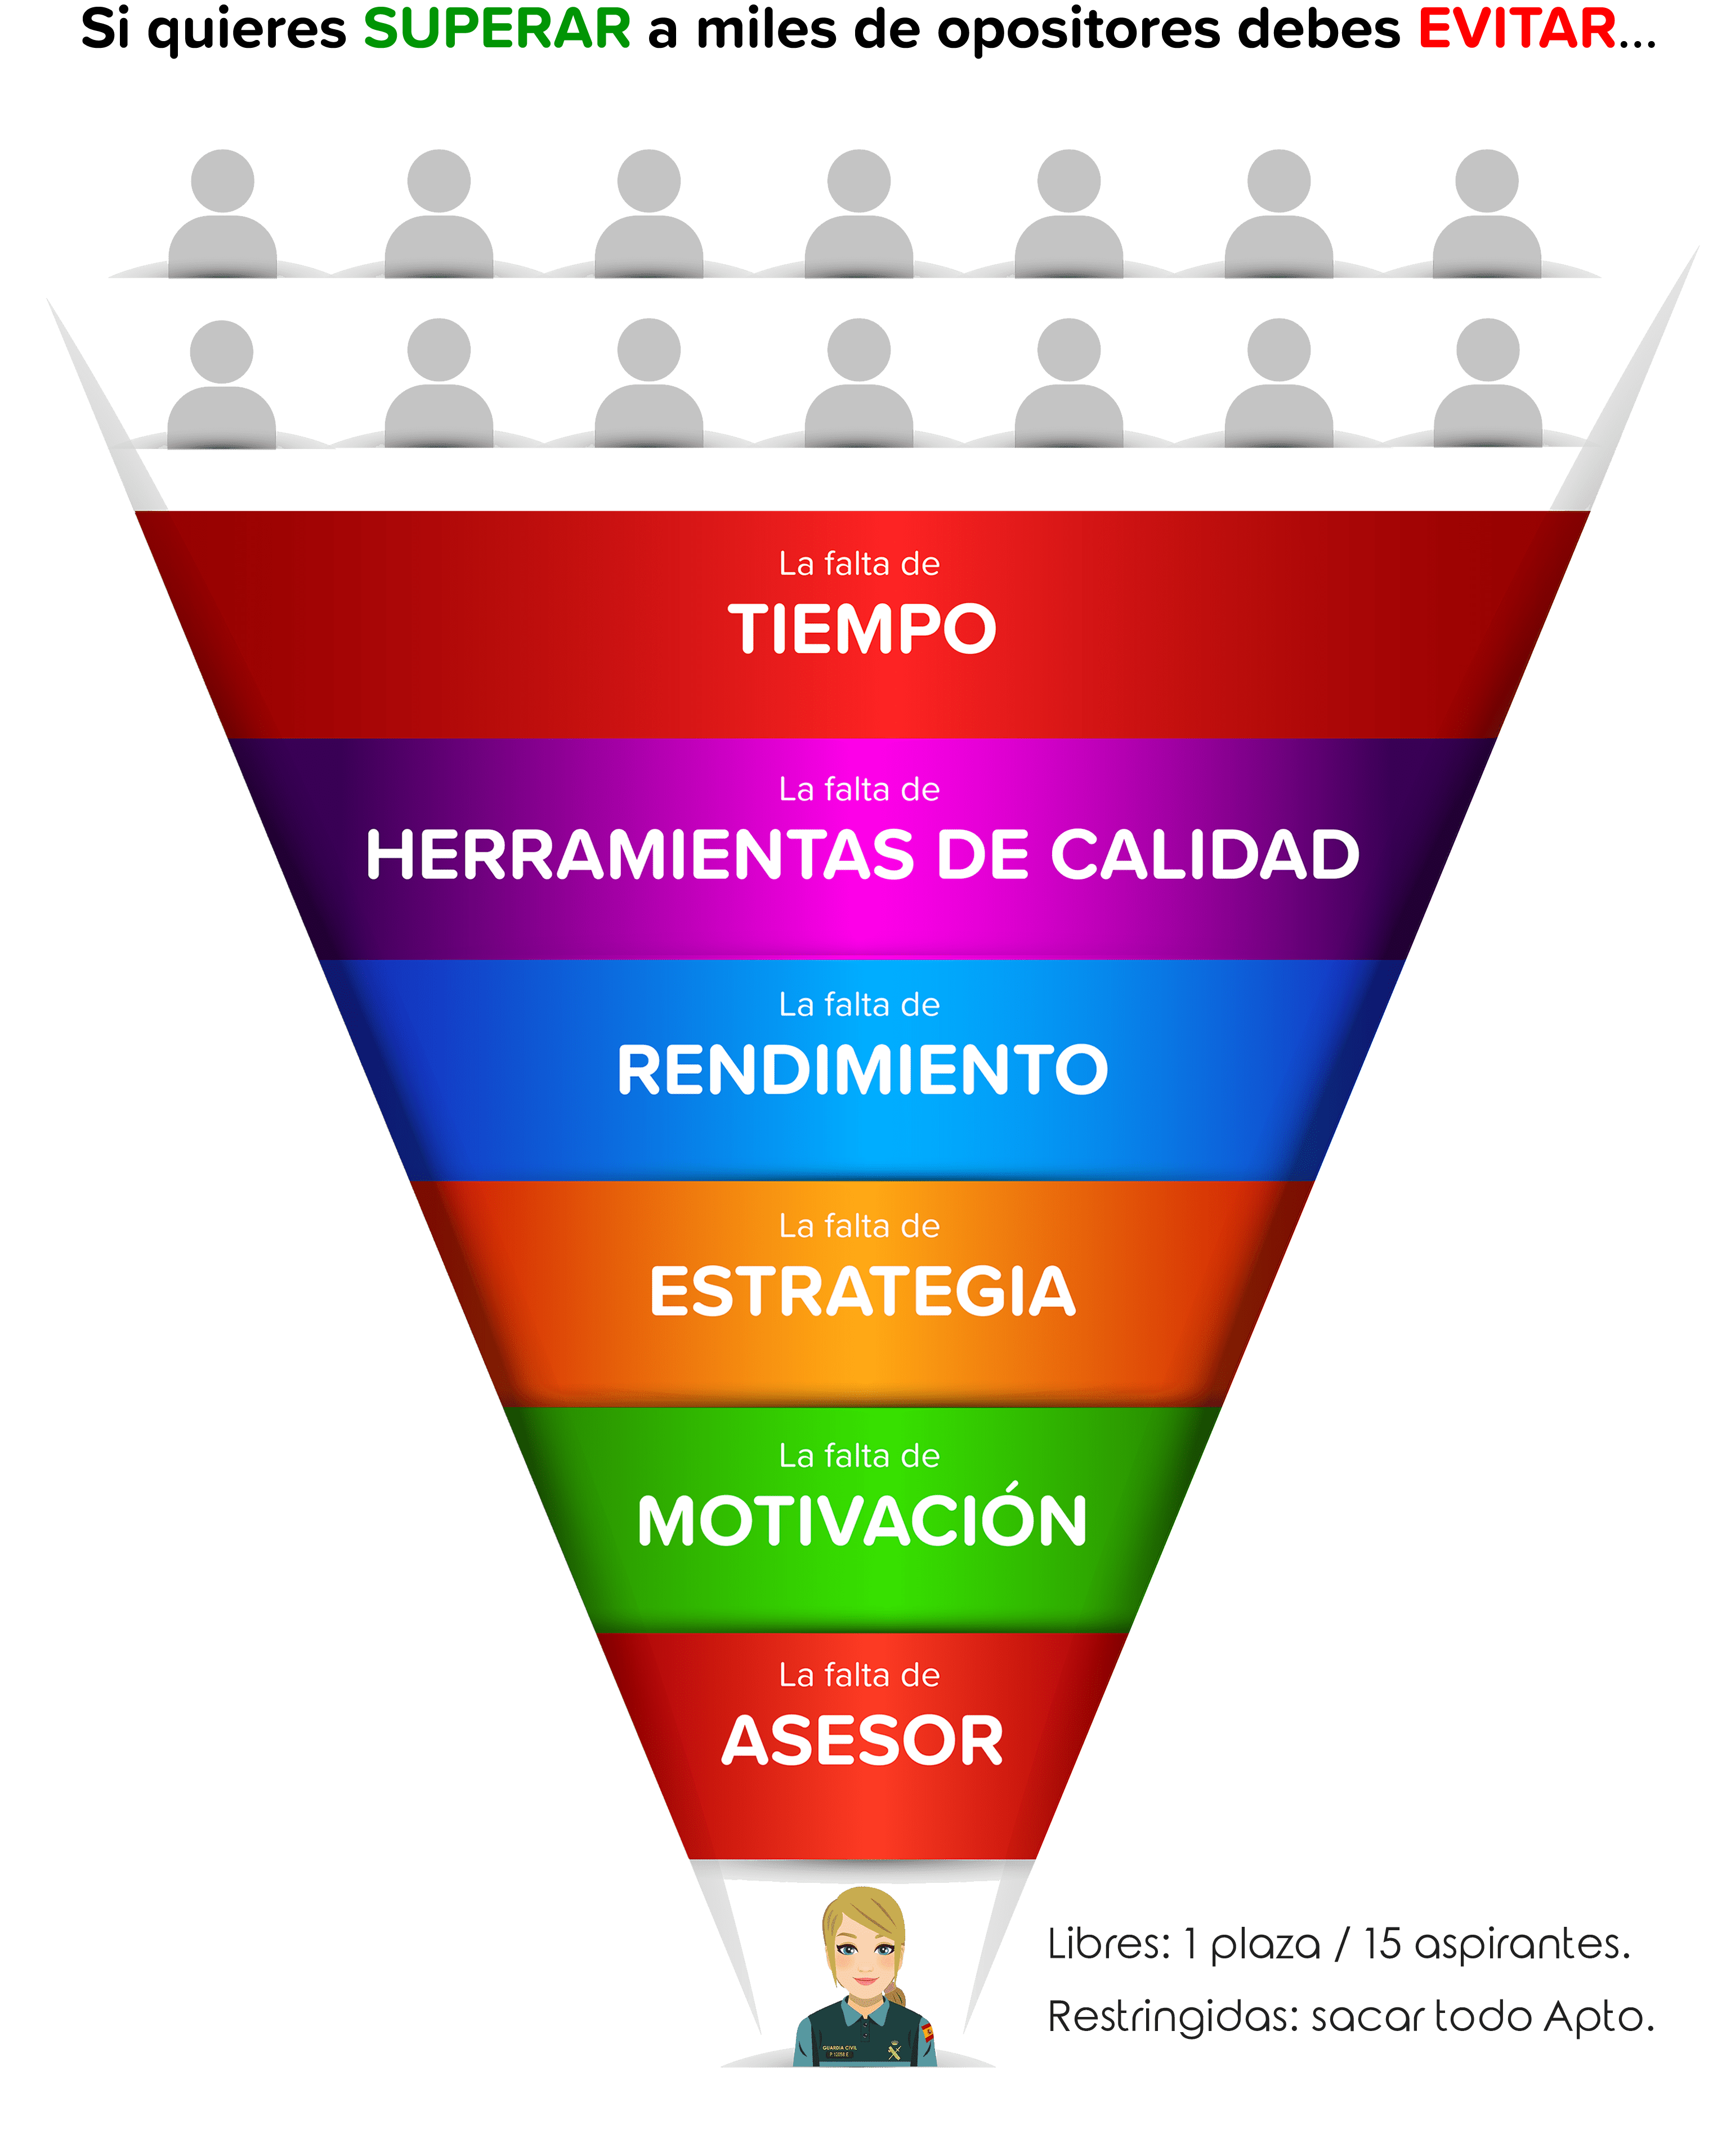 Si quieres SUPERAR a miles de opositores debes EVITAR...
La falta de
TIEMPO
La falta de
HERRAMIENTAS DE CALIDAD
La falta de
RENDIMIENTO
La falta de
ESTRATEGIA
La falta de
MOTIVACIÓN
La falta de
ASESOR
Libres: 1 plaza / 15 aspirantes.
Restringidas: sacar todo Apto.
GUARDIA CIVIL